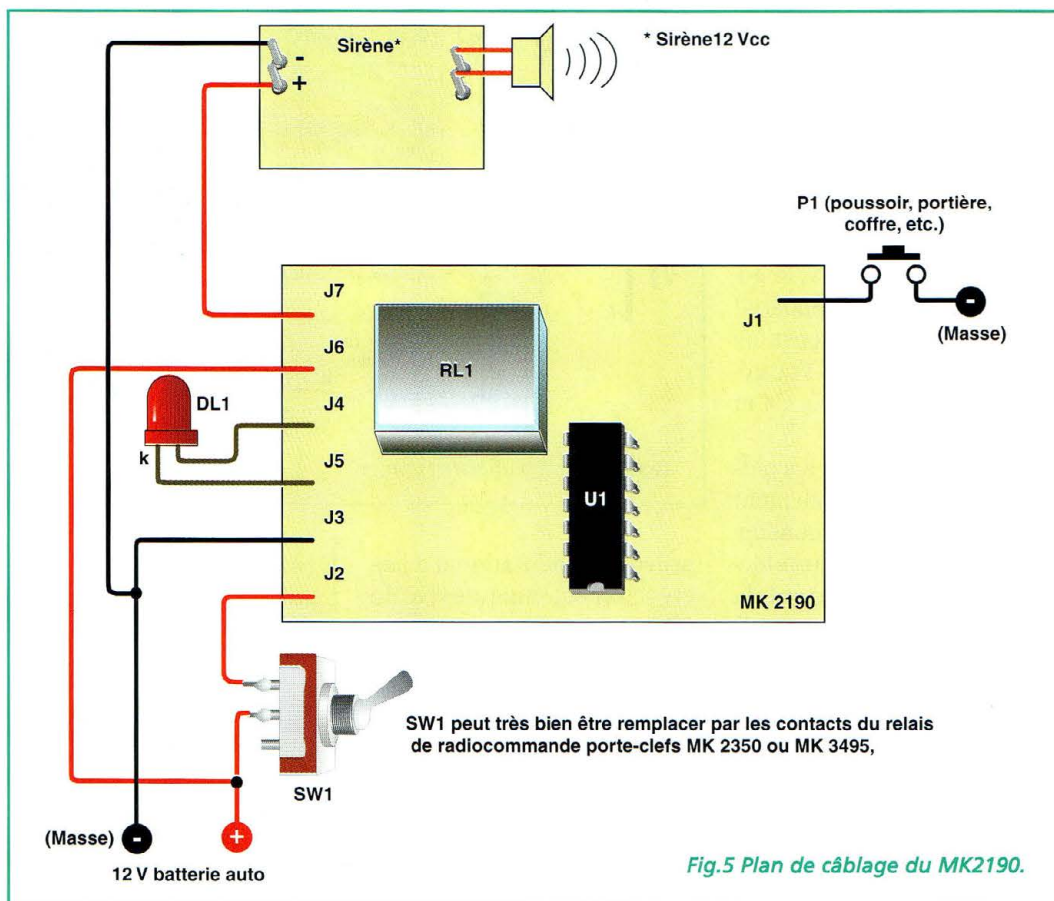 Sirène*
-
+
* Sirène12 Vcc
P1 (poussoir, portière,
coffre, etc.)
-
(Masse)
J7
J6
J4
J5
J3
J2
J1
RL1
U1
MK 2190
DL1
k
SW1 peut très bien être remplacer par les contacts du relais
de radiocommande porte-clefs MK 2350 ou MK 3495,
SW1
(Masse) - +
12 V batterie auto
Fig.5 Plan de câblage du MK2190.